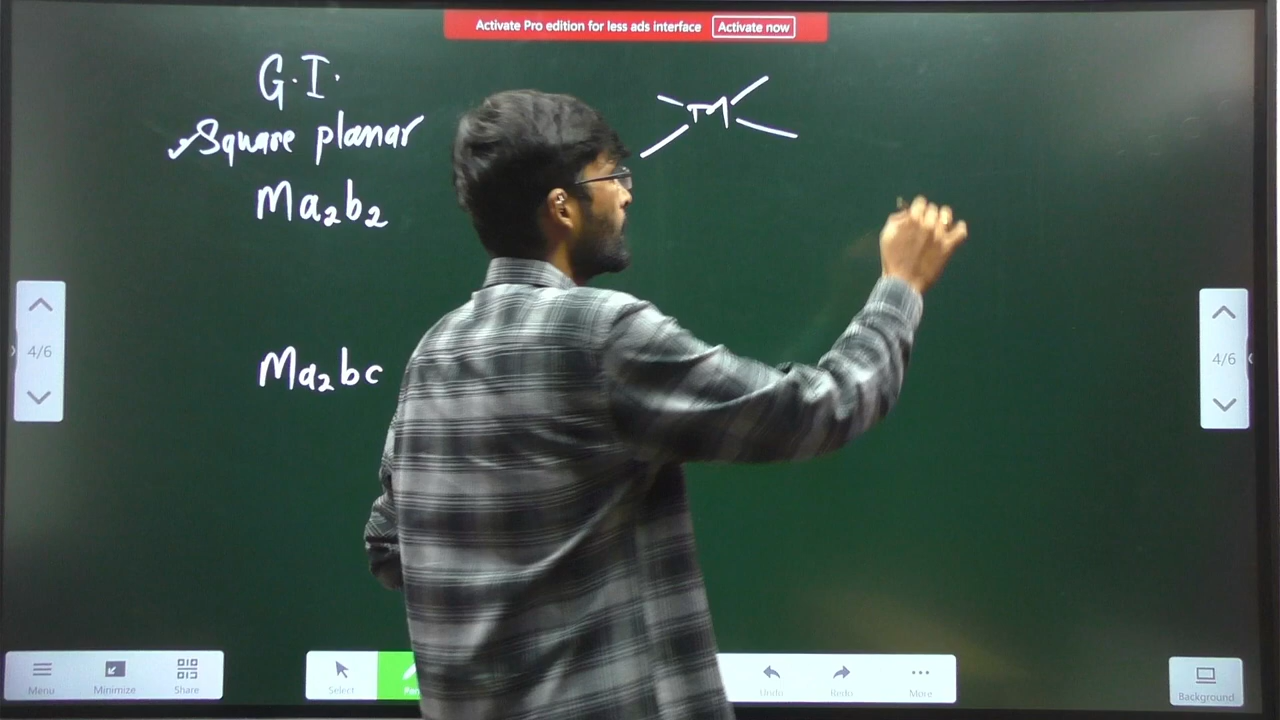 Activate Pro edition for less ads interface Activate now
G.I.
Square planar
M
Ma₂b₂
4/6
4/6
Ma₂bc
Menu Minimize Share Select Pen Undo Redo More Background